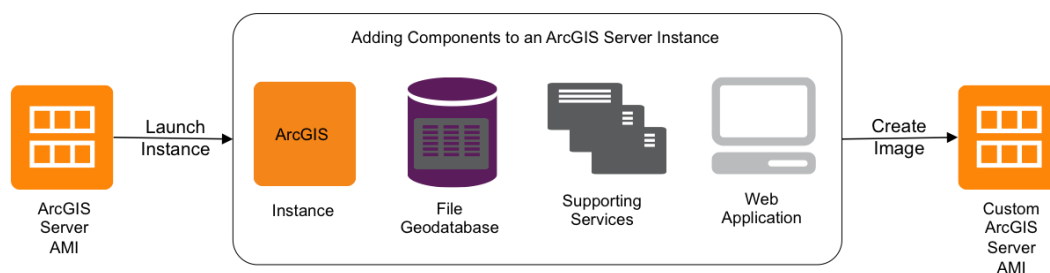 Adding Components to an ArcGIS Server Instance
Launch
Instance
ArcGIS
Create
Image
ArcGIS
Server
AMI
Instance
File
Geodatabase
Supporting
Services
Web
Application
Custom
ArcGIS
Server
AMI